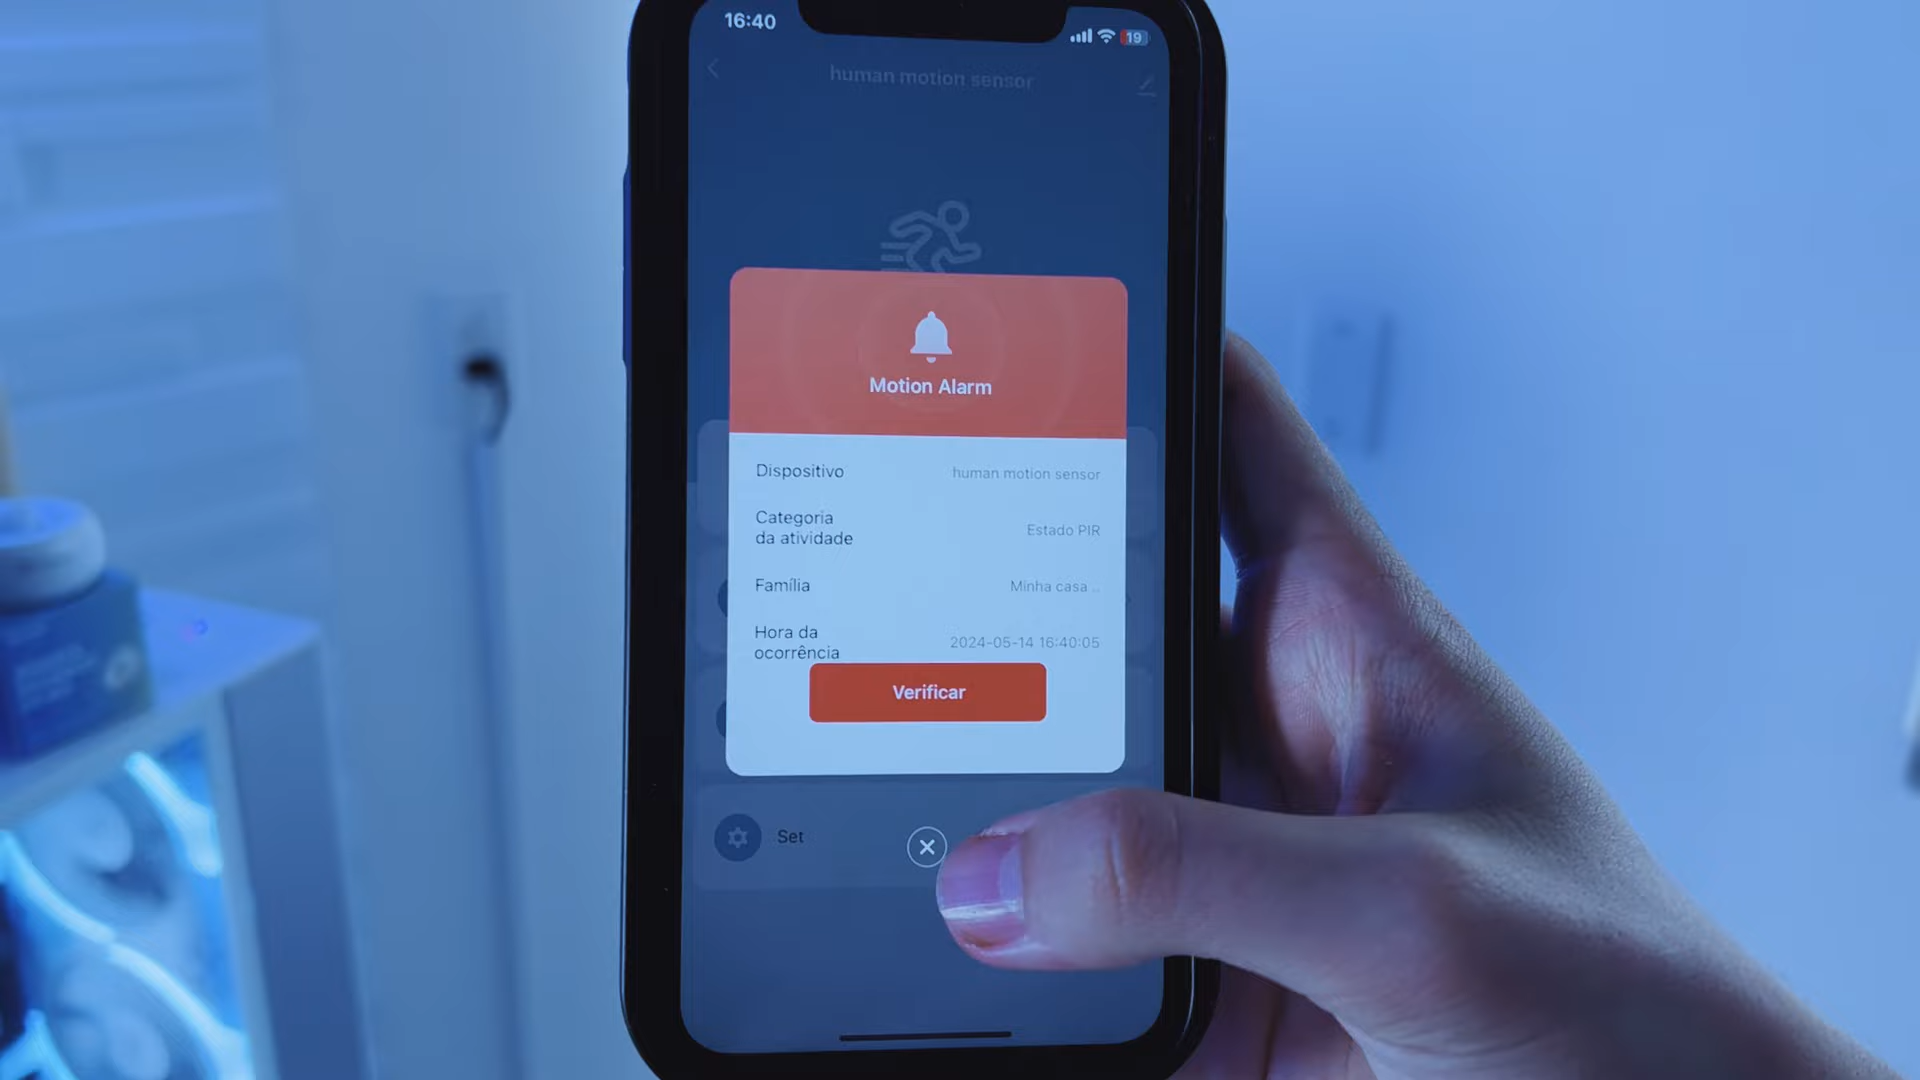 16:40
19
human motion sensor
Motion Alarm
Dispositivo human motion sensor
Categoria
da atividade Estado PIR
Família Minha casa ..
Hora da
ocorrência 2024-05-14 16:40:05
Verificar
Set